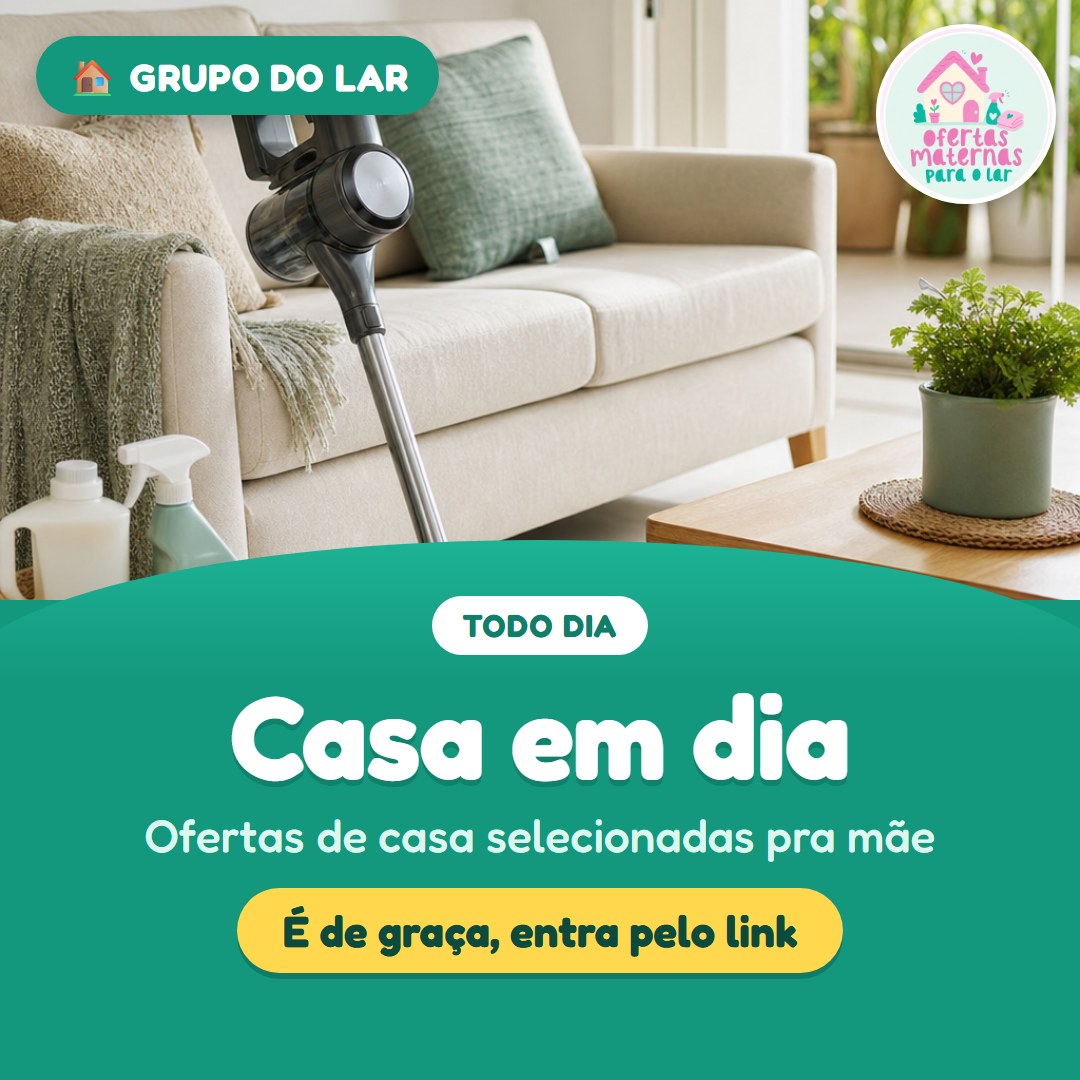 GRUPO DO LAR
ofertas
maternas
para o lar
TODO DIA
Casa em dia
Ofertas de casa selecionadas pra mãe
É de graça, entra pelo link